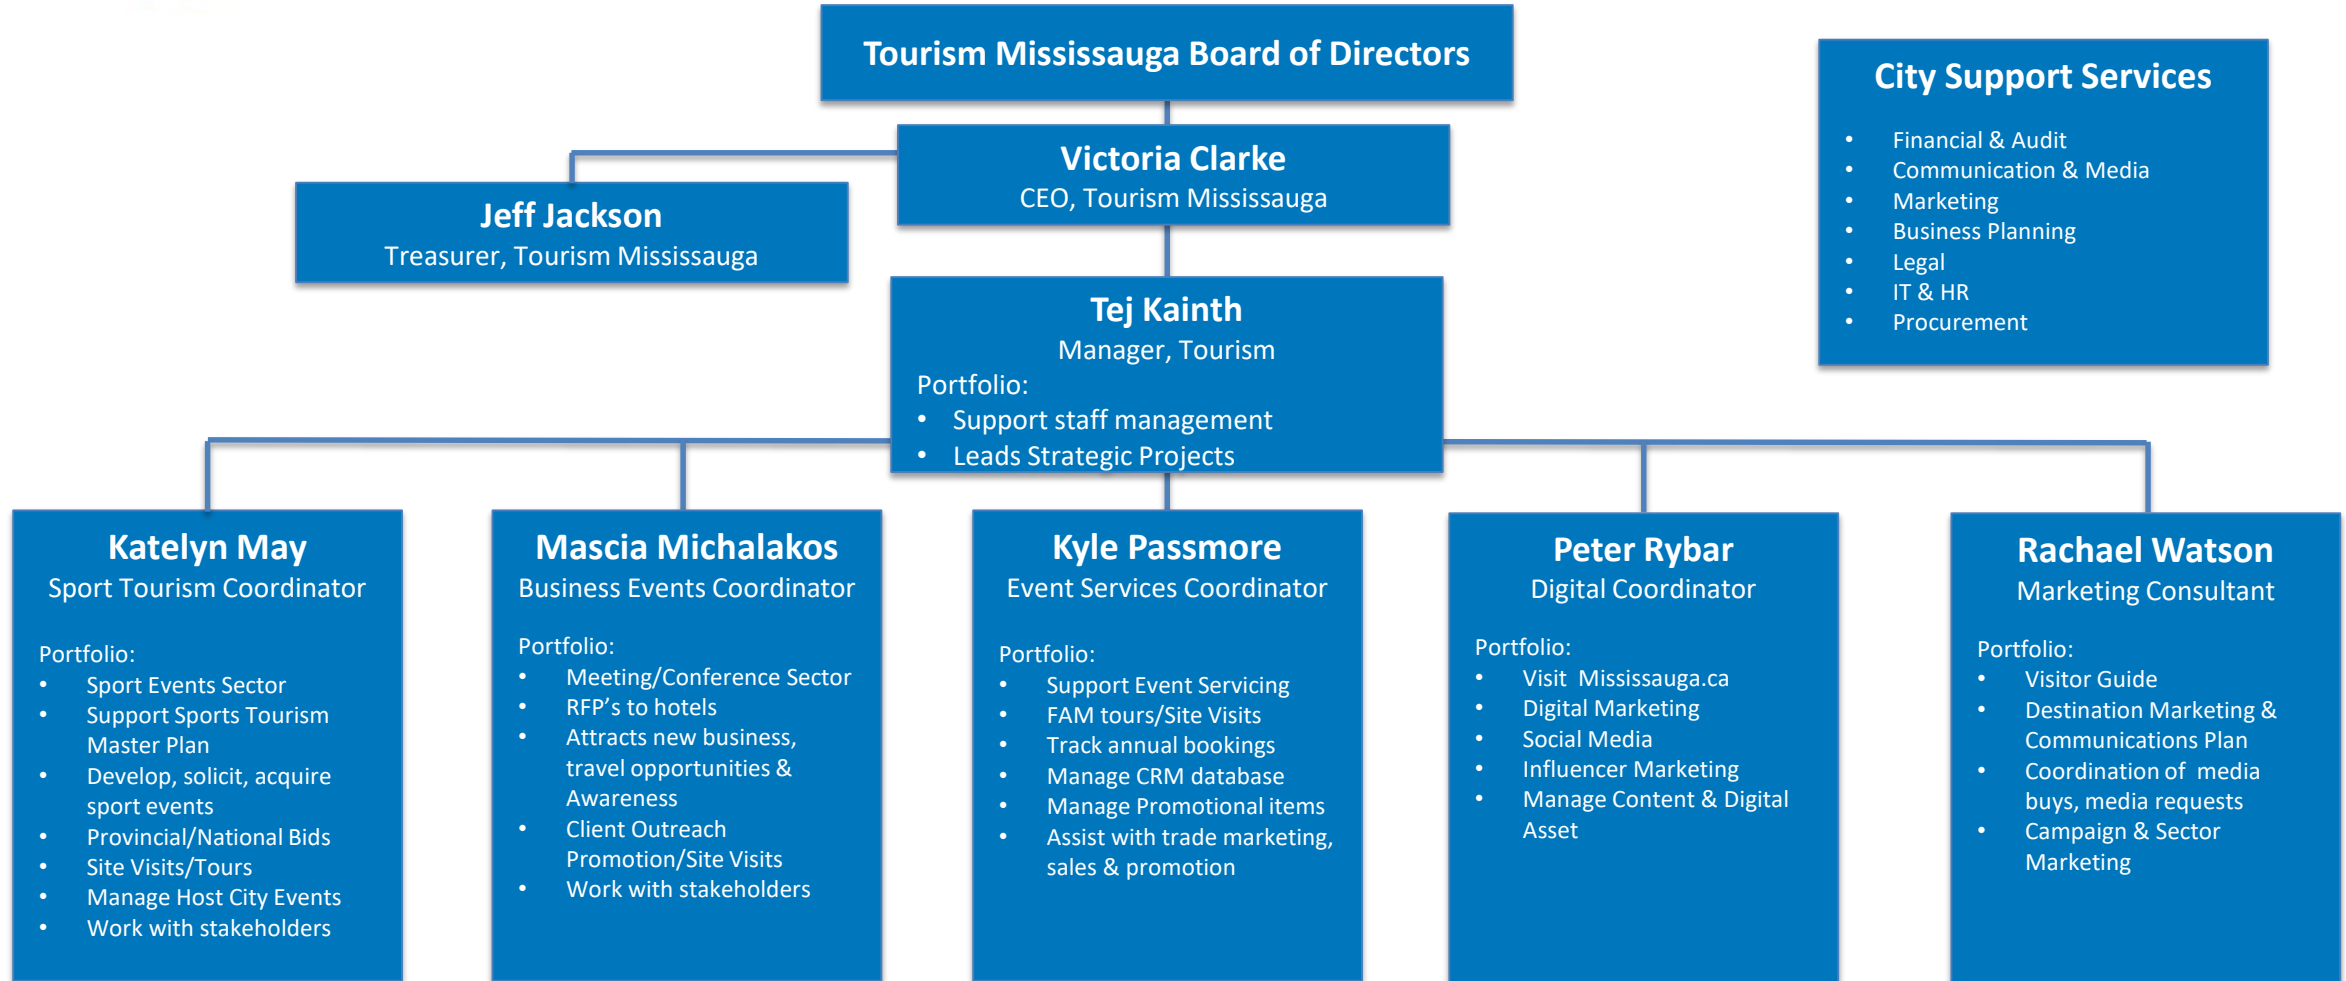 Tourism Mississauga Board of Directors
Victoria Clarke
CEO, Tourism Mississauga
Jeff Jackson
Treasurer, Tourism Mississauga
City Support Services
• Financial & Audit
• Communication & Media
• Marketing
• Business Planning
• Legal
• IT & HR
• Procurement
Tej Kainth
Manager, Tourism
Portfolio:
• Support staff management
• Leads Strategic Projects
Katelyn May
Sport Tourism Coordinator
Portfolio:
• Sport Events Sector
• Support Sports Tourism
Master Plan
• Develop, solicit, acquire
sport events
• Provincial/National Bids
• Site Visits/Tours
• Manage Host City Events
• Work with stakeholders
Mascia Michalakos
Business Events Coordinator
Portfolio:
• Meeting/Conference Sector
• RFP's to hotels
• Attracts new business,
travel opportunities &
Awareness
• Client Outreach
Promotion/Site Visits
• Work with stakeholders
Kyle Passmore
Event Services Coordinator
Portfolio:
• Support Event Servicing
• FAM tours/Site Visits
• Track annual bookings
• Manage CRM database
• Manage Promotional items
• Assist with trade marketing,
sales & promotion
Peter Rybar
Digital Coordinator
Portfolio:
• Visit Mississauga.ca
• Digital Marketing
• Social Media
• Influencer Marketing
• Manage Content & Digital
Asset
Rachael Watson
Marketing Consultant
Portfolio:
• Visitor Guide
• Destination Marketing &
Communications Plan
• Coordination of media
buys, media requests
• Campaign & Sector
Marketing